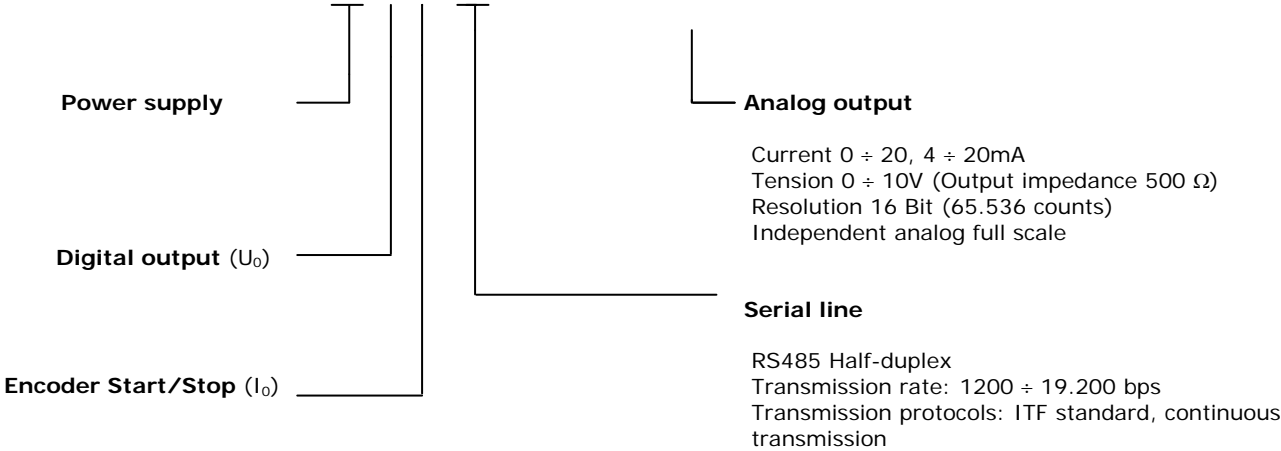 Power supply
Digital output (U₀)
Encoder Start/Stop (I₀)
Analog output
Current 0 ÷ 20, 4 ÷ 20mA
Tension 0 ÷ 10V (Output impedance 500 Ω)
Resolution 16 Bit (65.536 counts)
Independent analog full scale
Serial line
RS485 Half-duplex
Transmission rate: 1200 ÷ 19.200 bps
Transmission protocols: ITF standard, continuous
transmission